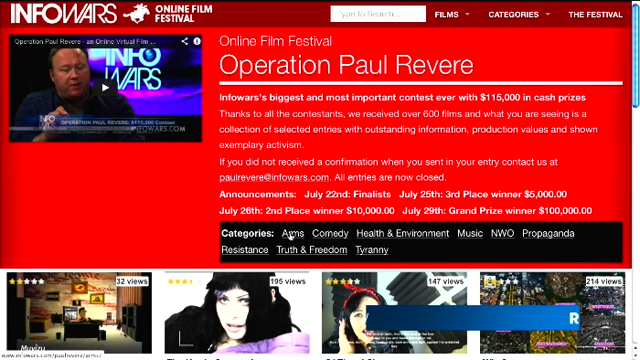 INFOWARS ONLINE FILM FESTIVAL
Type to Search... FILMS CATEGORIES THE FESTIVAL
Operation Paul Revere - an Online Virtual Film ...
INFO WARS
OPERATION PAUL REVERE: $115,000 Contest
INFOWARS.COM
Online Film Festival
Operation Paul Revere
Infowars's biggest and most important contest ever with $115,000 in cash prizes
Thanks to all the contestants, we received over 600 films and what you are seeing is a
collection of selected entries with outstanding information, production values and shown
exemplary activism.
If you did not received a confirmation when you sent in your entry contact us at
paulrevere@infowars.com. All entries are now closed.
Announcements: July 22nd: Finalists July 25th: 3rd Place winner $5,000.00
July 26th: 2nd Place winner $10,000.00 July 29th: Grand Prize winner $100,000.00
Categories: Arms Comedy Health & Environment Music NWO Propaganda
Resistance Truth & Freedom Tyranny
32 views
195 views
147 views
214 views
R
Muvizu
www.infowars.com/paulrevere/arms/